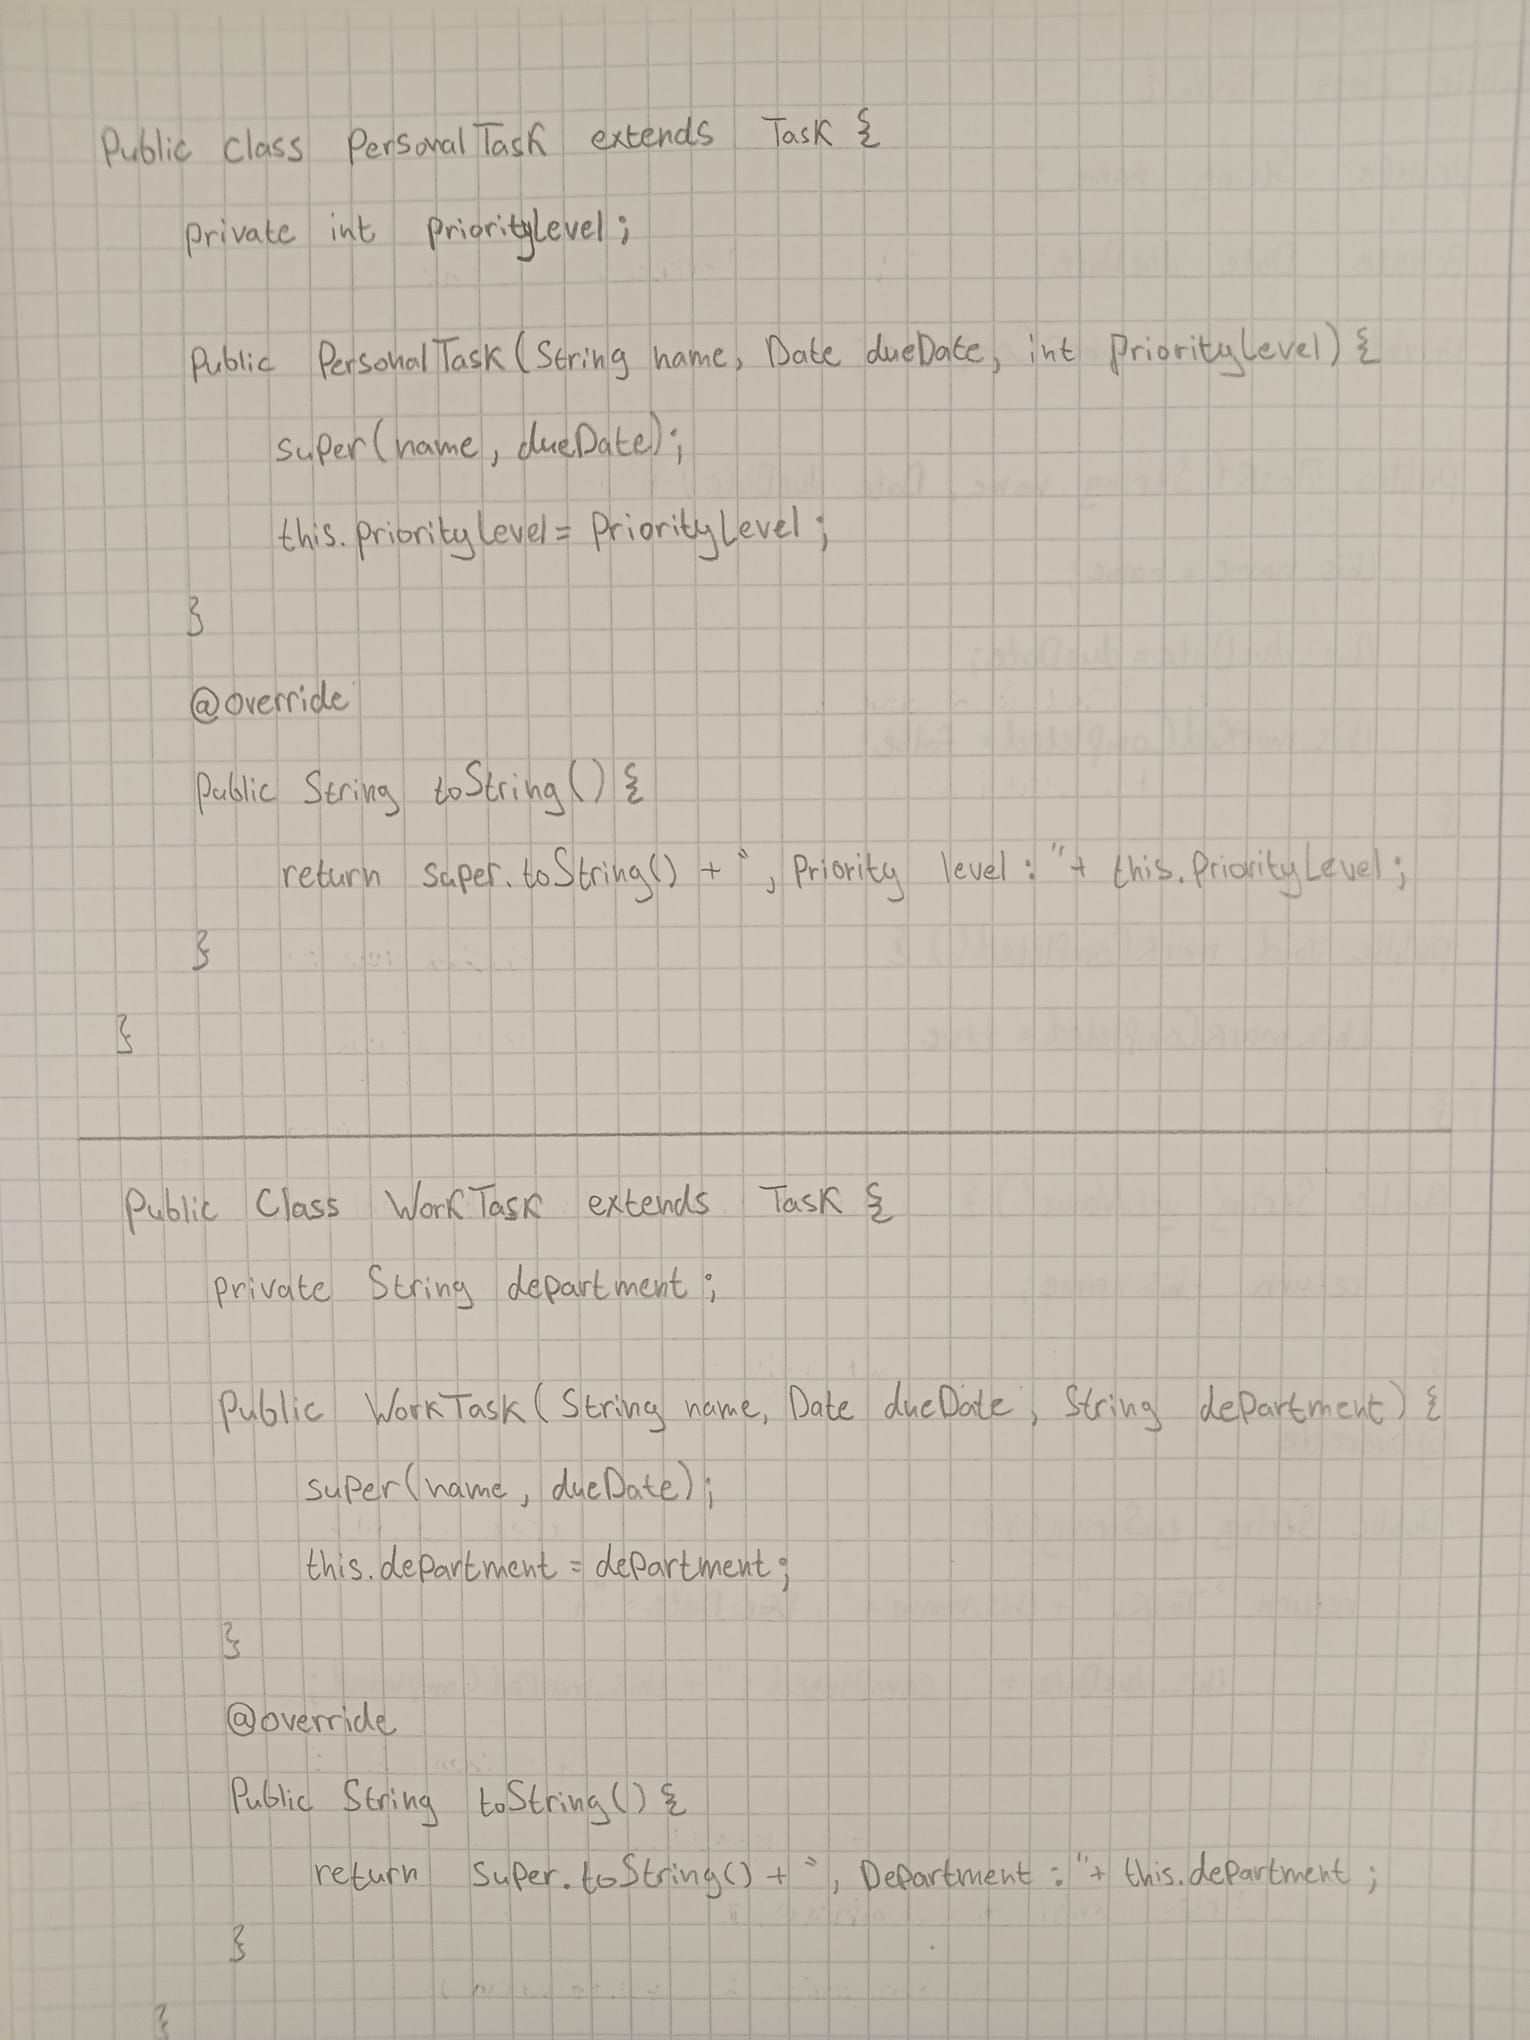 Public class PersonalTask extends Task {
private int priorityLevel;
Public PersonalTask(String name, Date dueDate, int PriorityLevel) {
super(name, dueDate);
this.priorityLevel = PriorityLevel;
}
@override
Public String toString() {
return super.toString() + ", Priority level: " + this.PriorityLevel;
}
}
Public Class WorkTask extends Task {
private String department;
Public WorkTask(String name, Date dueDate, String department) {
super(name, dueDate);
this.department = department;
}
@override
Public String toString() {
return super.toString() + ", Department: " + this.department;
}
}